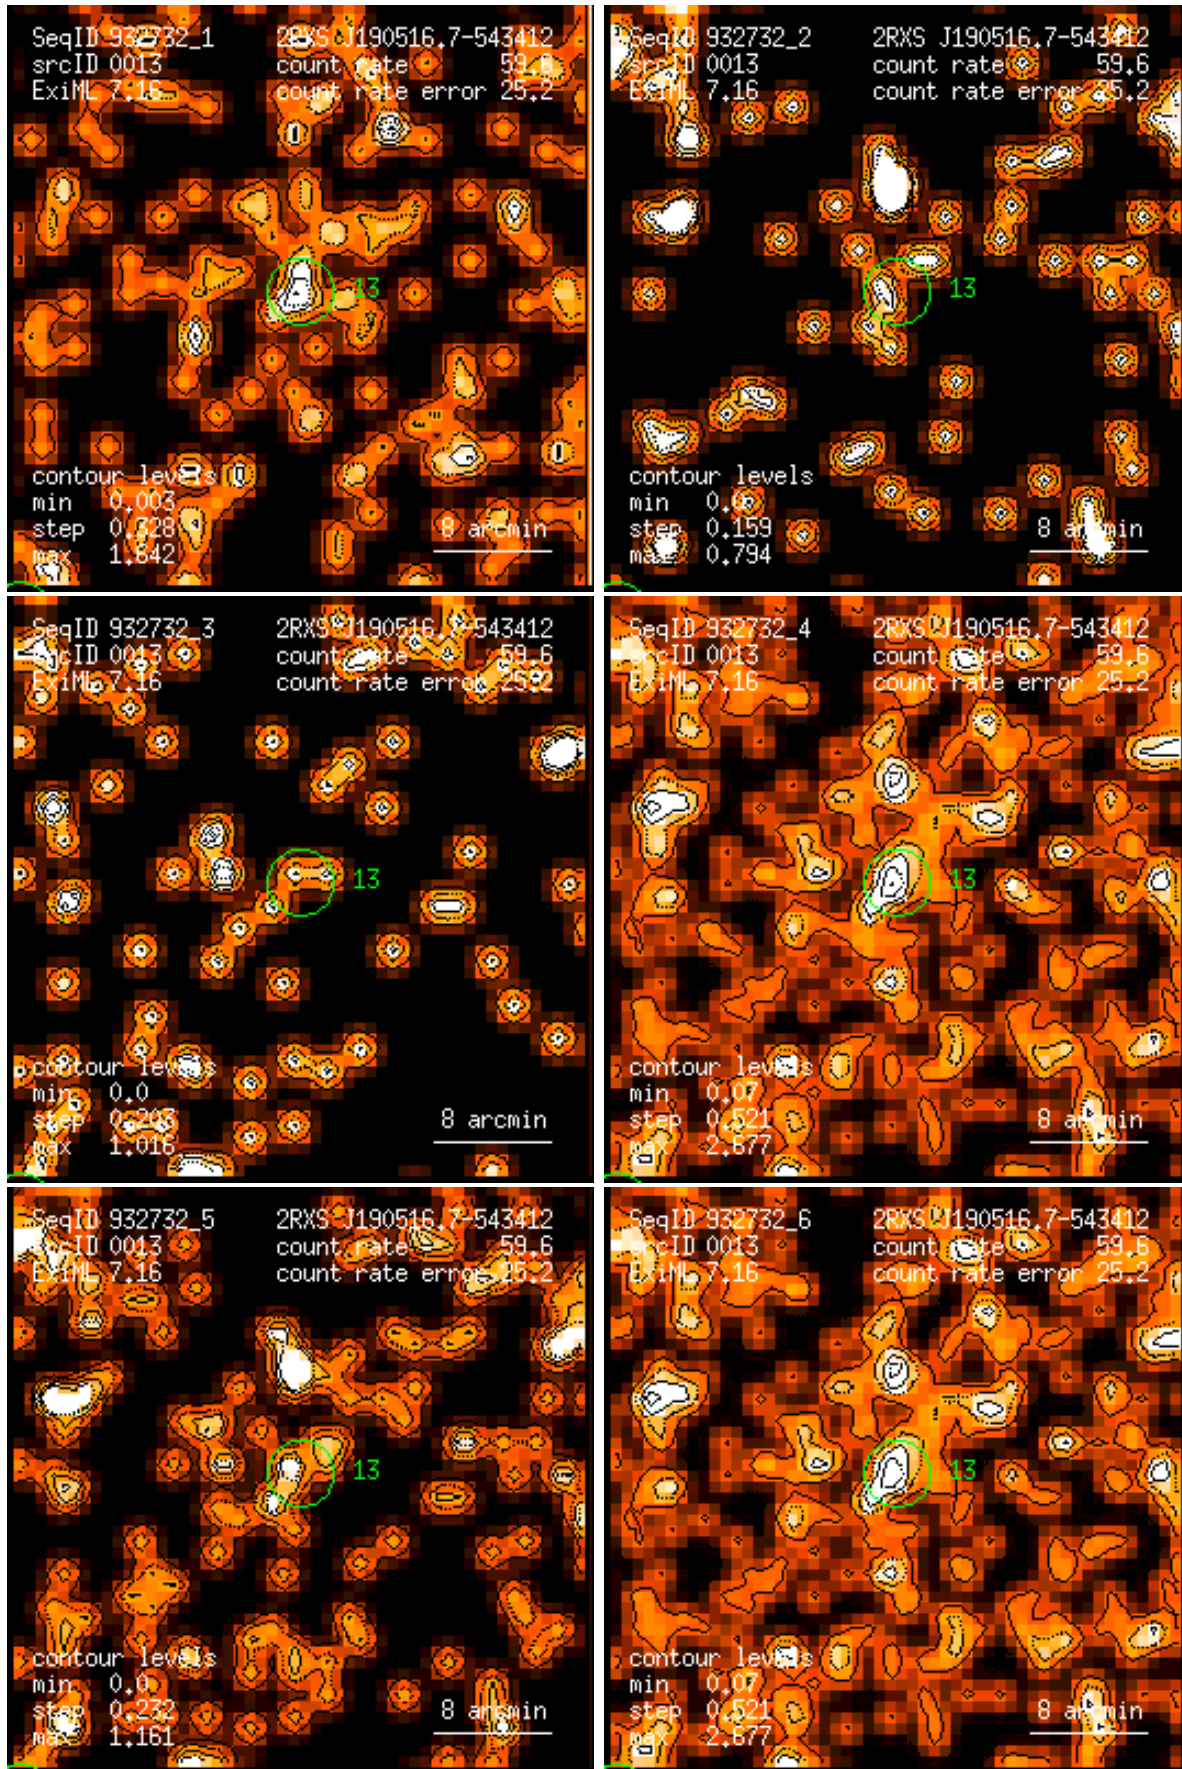 SeqID 932732_1 2RXS J190516.7-543412
srcID 0013 count rate 59.6
ExiML 7.16 count rate error 25.2
13
contour levels
min 0.003
step 0.328 8 arcmin
max 1.642
SeqID 932732_2 2RXS J190516.7-543412
srcID 0013 count rate 59.6
ExiML 7.16 count rate error 25.2
13
contour levels
min 0.0
step 0.159 8 arcmin
max 0.794
SeqID 932732_3 2RXS J190516.7-543412
srcID 0013 count rate 59.6
ExiML 7.16 count rate error 25.2
13
contour levels
min 0.0
step 0.203 8 arcmin
max 1.016
SeqID 932732_4 2RXS J190516.7-543412
srcID 0013 count rate 59.6
ExiML 7.16 count rate error 25.2
13
contour levels
min 0.07
step 0.521 8 arcmin
max 2.677
SeqID 932732_5 2RXS J190516.7-543412
srcID 0013 count rate 59.6
ExiML 7.16 count rate error 25.2
13
contour levels
min 0.0
step 0.232 8 arcmin
max 1.161
SeqID 932732_6 2RXS J190516.7-543412
srcID 0013 count rate 59.6
ExiML 7.16 count rate error 25.2
13
contour levels
min 0.07
step 0.521 8 arcmin
max 2.677